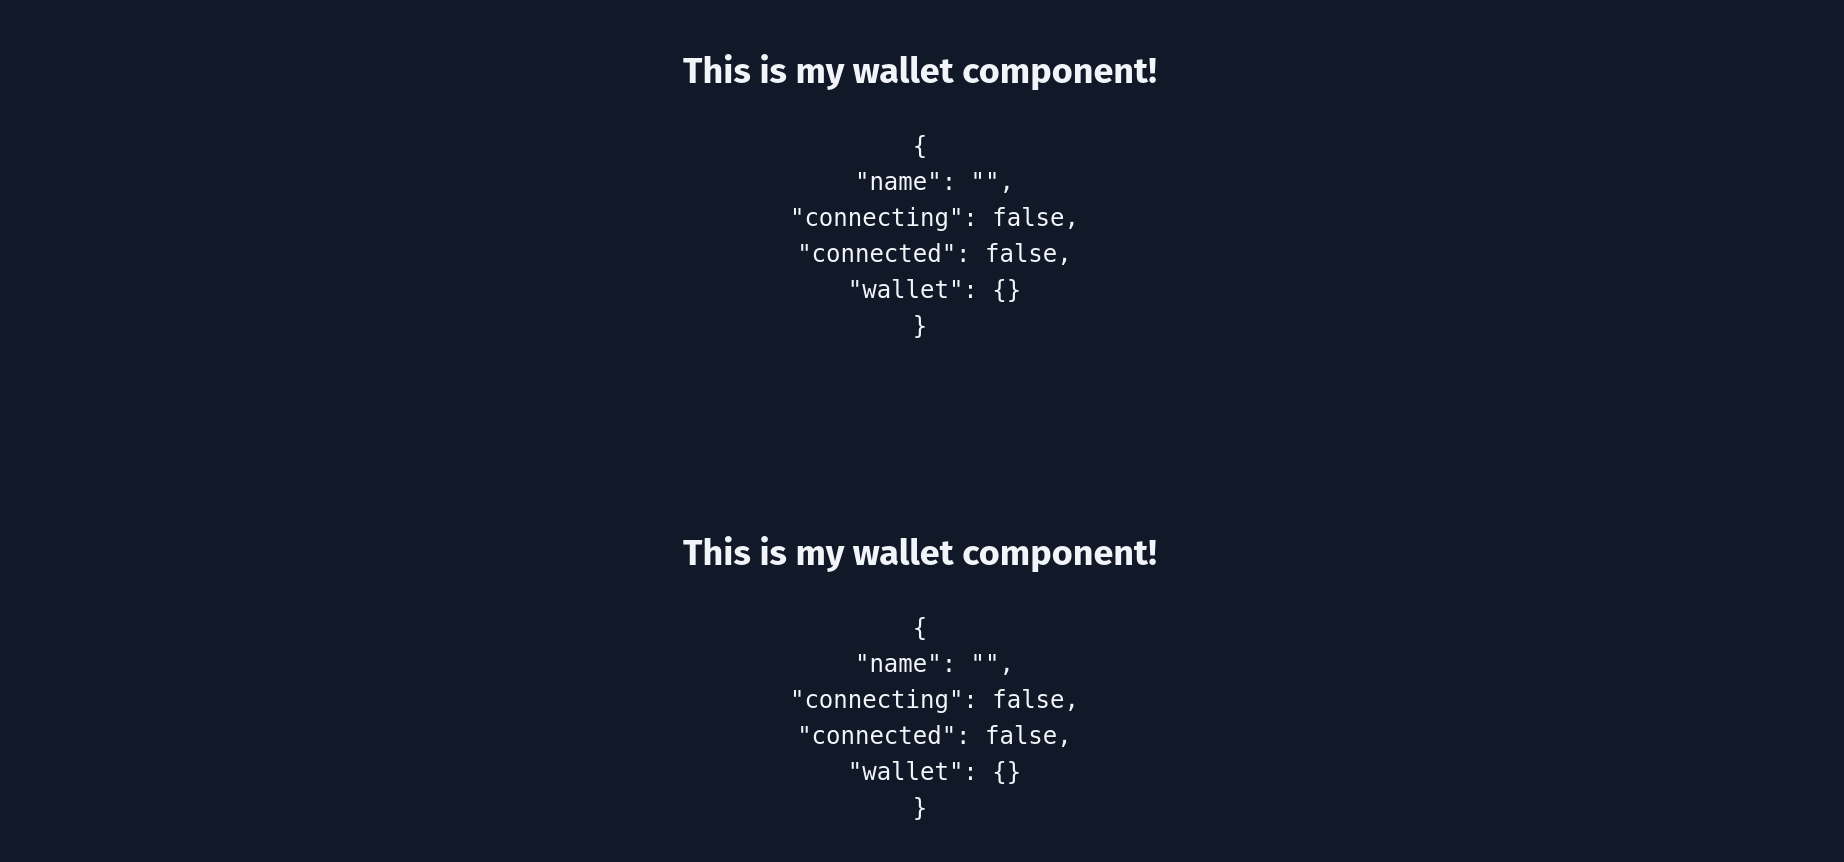 This is my wallet component!
{
"name": "",
"connecting": false,
"connected": false,
"wallet": {}
}
This is my wallet component!
{
"name": "",
"connecting": false,
"connected": false,
"wallet": {}
}